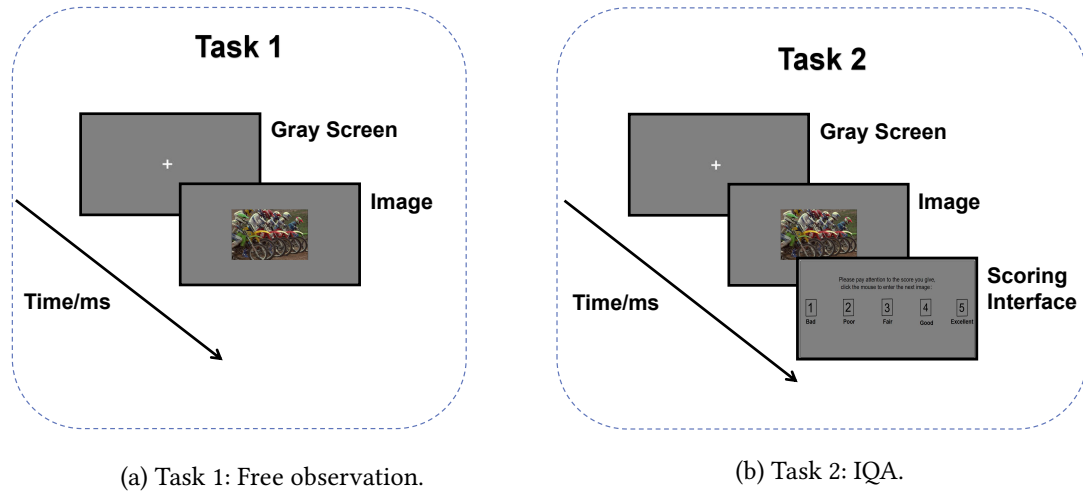 Task 1
Gray Screen
+
Image
Time/ms
(a) Task 1: Free observation.
Task 2
Gray Screen
+
Image
Please pay attention to the score you give,
click the mouse to enter the next image:
1 2 3 4 5
Bad Poor Fair Good Excellent
Scoring
Interface
Time/ms
(b) Task 2: IQA.